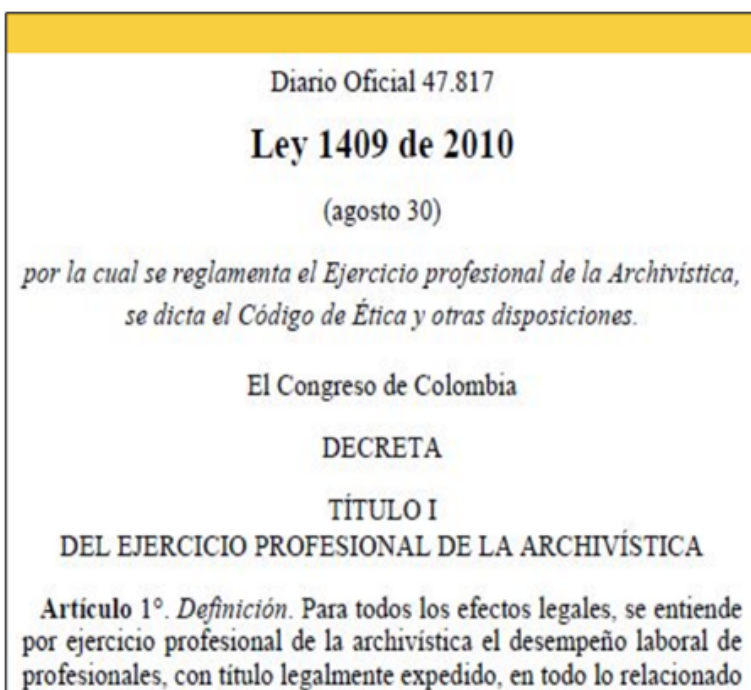 Diario Oficial 47.817
Ley 1409 de 2010
(agosto 30)
por la cual se reglamenta el Ejercicio profesional de la Archivística,
se dicta el Código de Ética y otras disposiciones.
El Congreso de Colombia
DECRETA
TÍTULO I
DEL EJERCICIO PROFESIONAL DE LA ARCHIVÍSTICA
Artículo 1°. Definición. Para todos los efectos legales, se entiende
por ejercicio profesional de la archivística el desempeño laboral de
profesionales, con título legalmente expedido, en todo lo relacionado